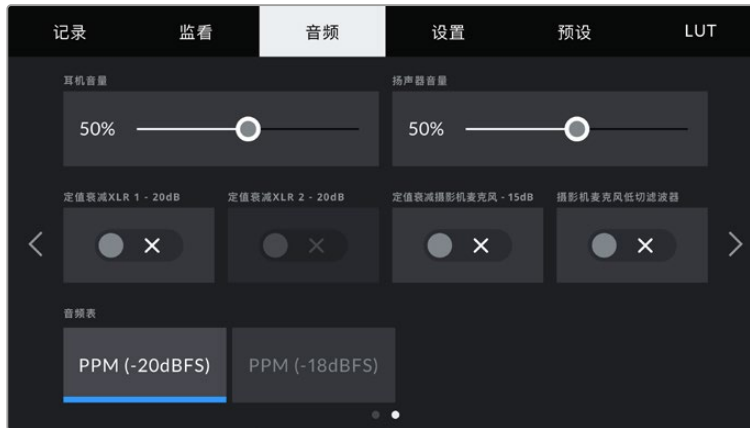 记录 监看 音频 设置 预设 LUT
耳机音量 扬声器音量
50% 50%
定值衰减XLR 1 - 20dB 定值衰减XLR 2 - 20dB 定值衰减摄影机麦克风 - 15dB 摄影机麦克风低切滤波器
音频表
PPM (-20dBFS) PPM (-18dBFS)